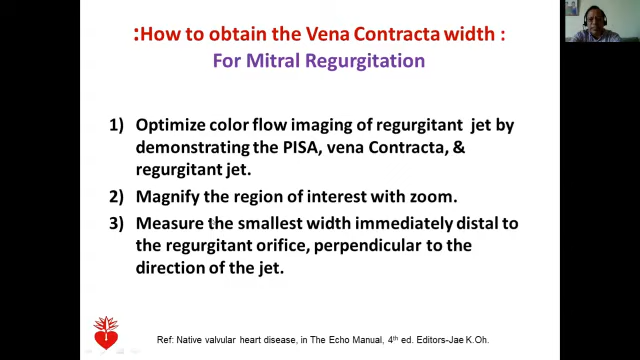 :How to obtain the Vena Contracta width :
For Mitral Regurgitation
1) Optimize color flow imaging of regurgitant jet by
demonstrating the PISA, vena Contracta, &
regurgitant jet.
2) Magnify the region of interest with zoom.
3) Measure the smallest width immediately distal to
the regurgitant orifice, perpendicular to the
direction of the jet.
Ref: Native valvular heart disease, in The Echo Manual, 4th ed. Editors-Jae K.Oh.